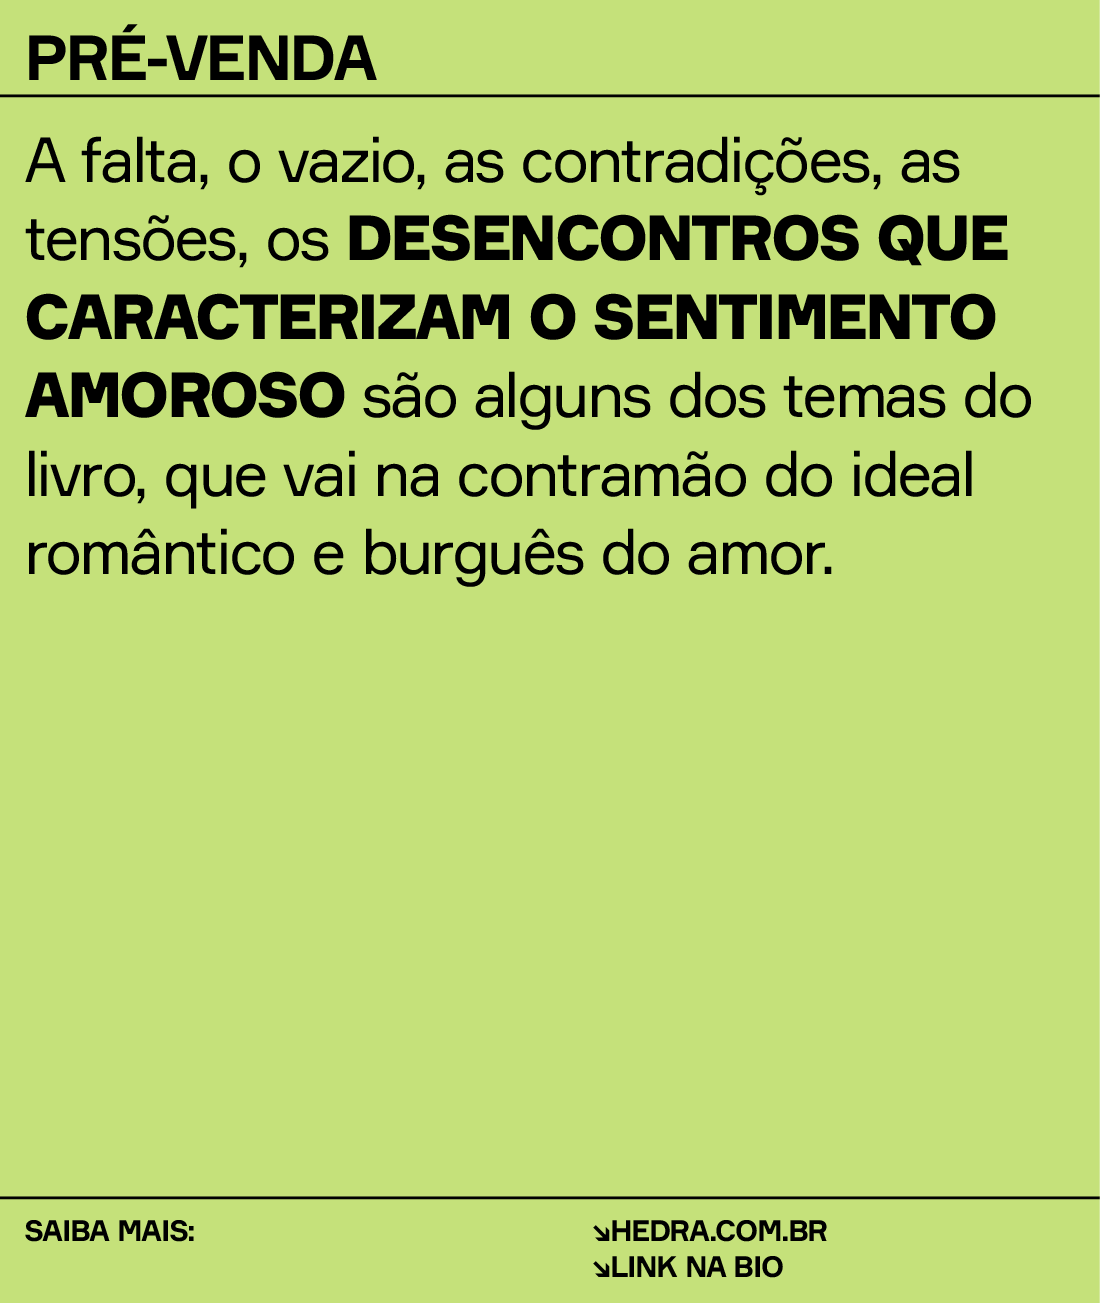 PRÉ-VENDA
A falta, o vazio, as contradições, as
tensões, os DESENCONTROS QUE
CARACTERIZAM O SENTIMENTO
AMOROSO são alguns dos temas do
livro, que vai na contramão do ideal
romântico e burguês do amor.
SAIBA MAIS:
↘HEDRA.COM.BR
↘LINK NA BIO